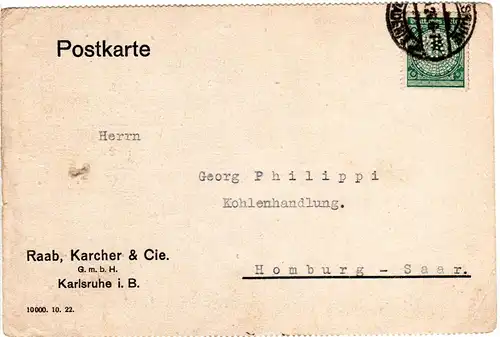 Postkarte
Herrn
Georg Philippi
Kohlenhandlung.
Homburg - Saar.
Raab, Karcher & Cie.
G. m. b. H.
Karlsruhe i. B.
10000. 10. 22.